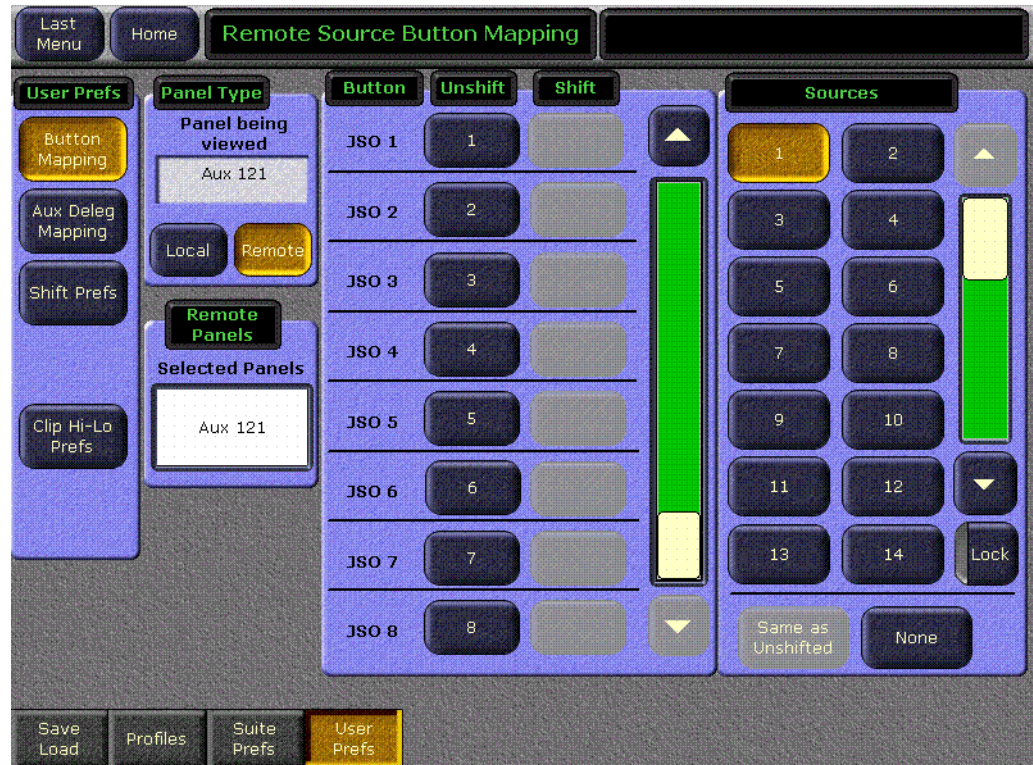 Last
Menu
Home
Remote Source Button Mapping
User Prefs
Button
Mapping
Aux Deleg
Mapping
Shift Prefs
Clip Hi-Lo
Prefs
Panel Type
Panel being
viewed
Aux 121
Local
Remote
Remote
Panels
Selected Panels
Aux 121
Button
Unshift
Shift
JSO 1
1
JSO 2
2
JSO 3
3
JSO 4
4
JSO 5
5
JSO 6
6
JSO 7
7
JSO 8
8
Sources
1
2
3
4
5
6
7
8
9
10
11
12
13
14
Lock
Same as
Unshifted
None
Save
Load
Profiles
Suite
Prefs
User
Prefs